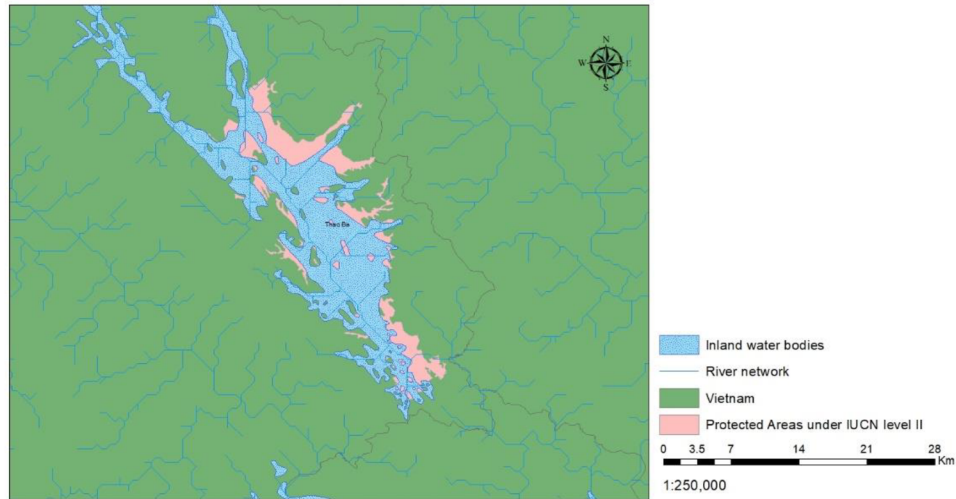 N
W E
S
Thac Ba
Inland water bodies
River network
Vietnam
Protected Areas under IUCN level II
0 3.5 7 14 21 28
Km
1:250,000